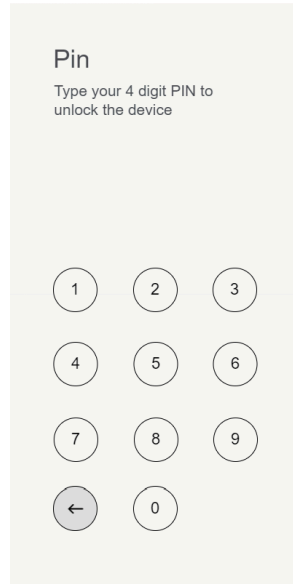 Pin
Type your 4 digit PIN to
unlock the device
1 2 3
4 5 6
7 8 9
← 0